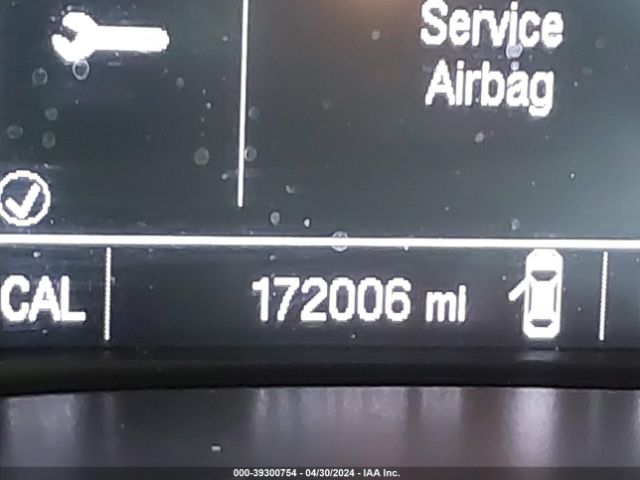 Service
Airbag
CAL 172006 mi
000-39300754 - 04/30/2024 - IAA Inc.